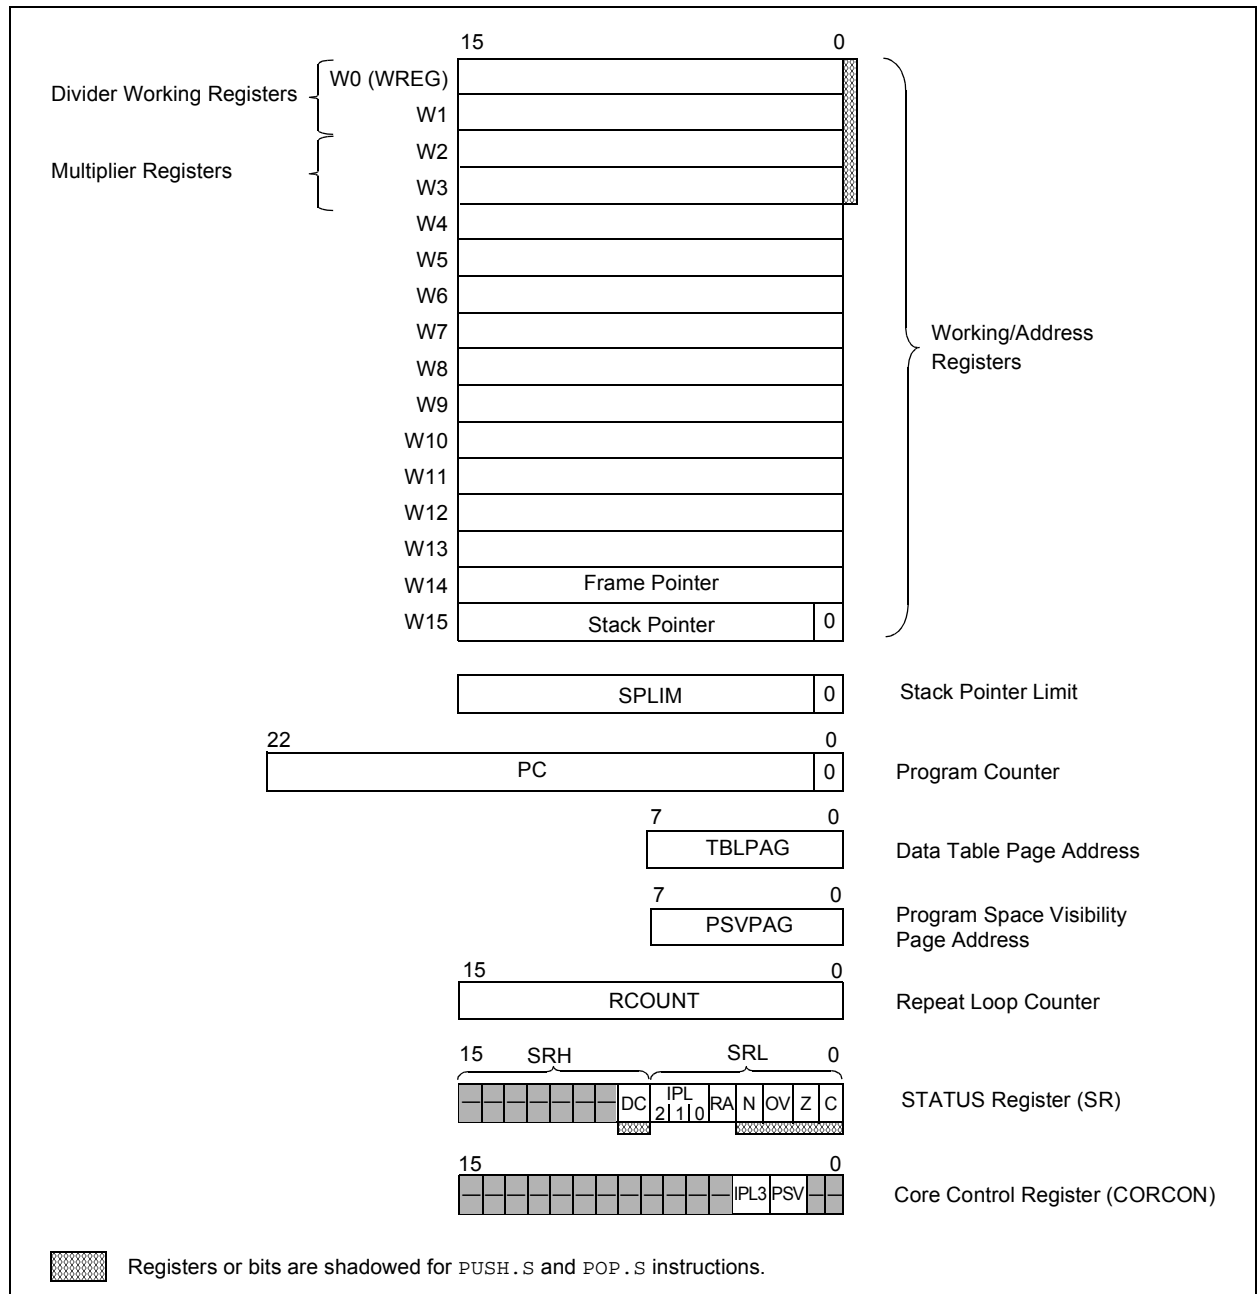 15 0
Divider Working Registers
W0 (WREG)
W1
Multiplier Registers
W2
W3
W4
W5
W6
W7
W8
W9
W10
W11
W12
W13
W14 Frame Pointer
W15 Stack Pointer 0
Working/Address
Registers
SPLIM 0 Stack Pointer Limit
22 0
PC 0 Program Counter
7 0
TBLPAG Data Table Page Address
7 0
PSVPAG Program Space Visibility
Page Address
15 0
RCOUNT Repeat Loop Counter
15 SRH SRL 0
— — — — — — — DC IPL 2 1 0 RA N OV Z C STATUS Register (SR)
15 0
— — — — — — — — — — — — IPL3 PSV — — Core Control Register (CORCON)
Registers or bits are shadowed for PUSH.S and POP.S instructions.